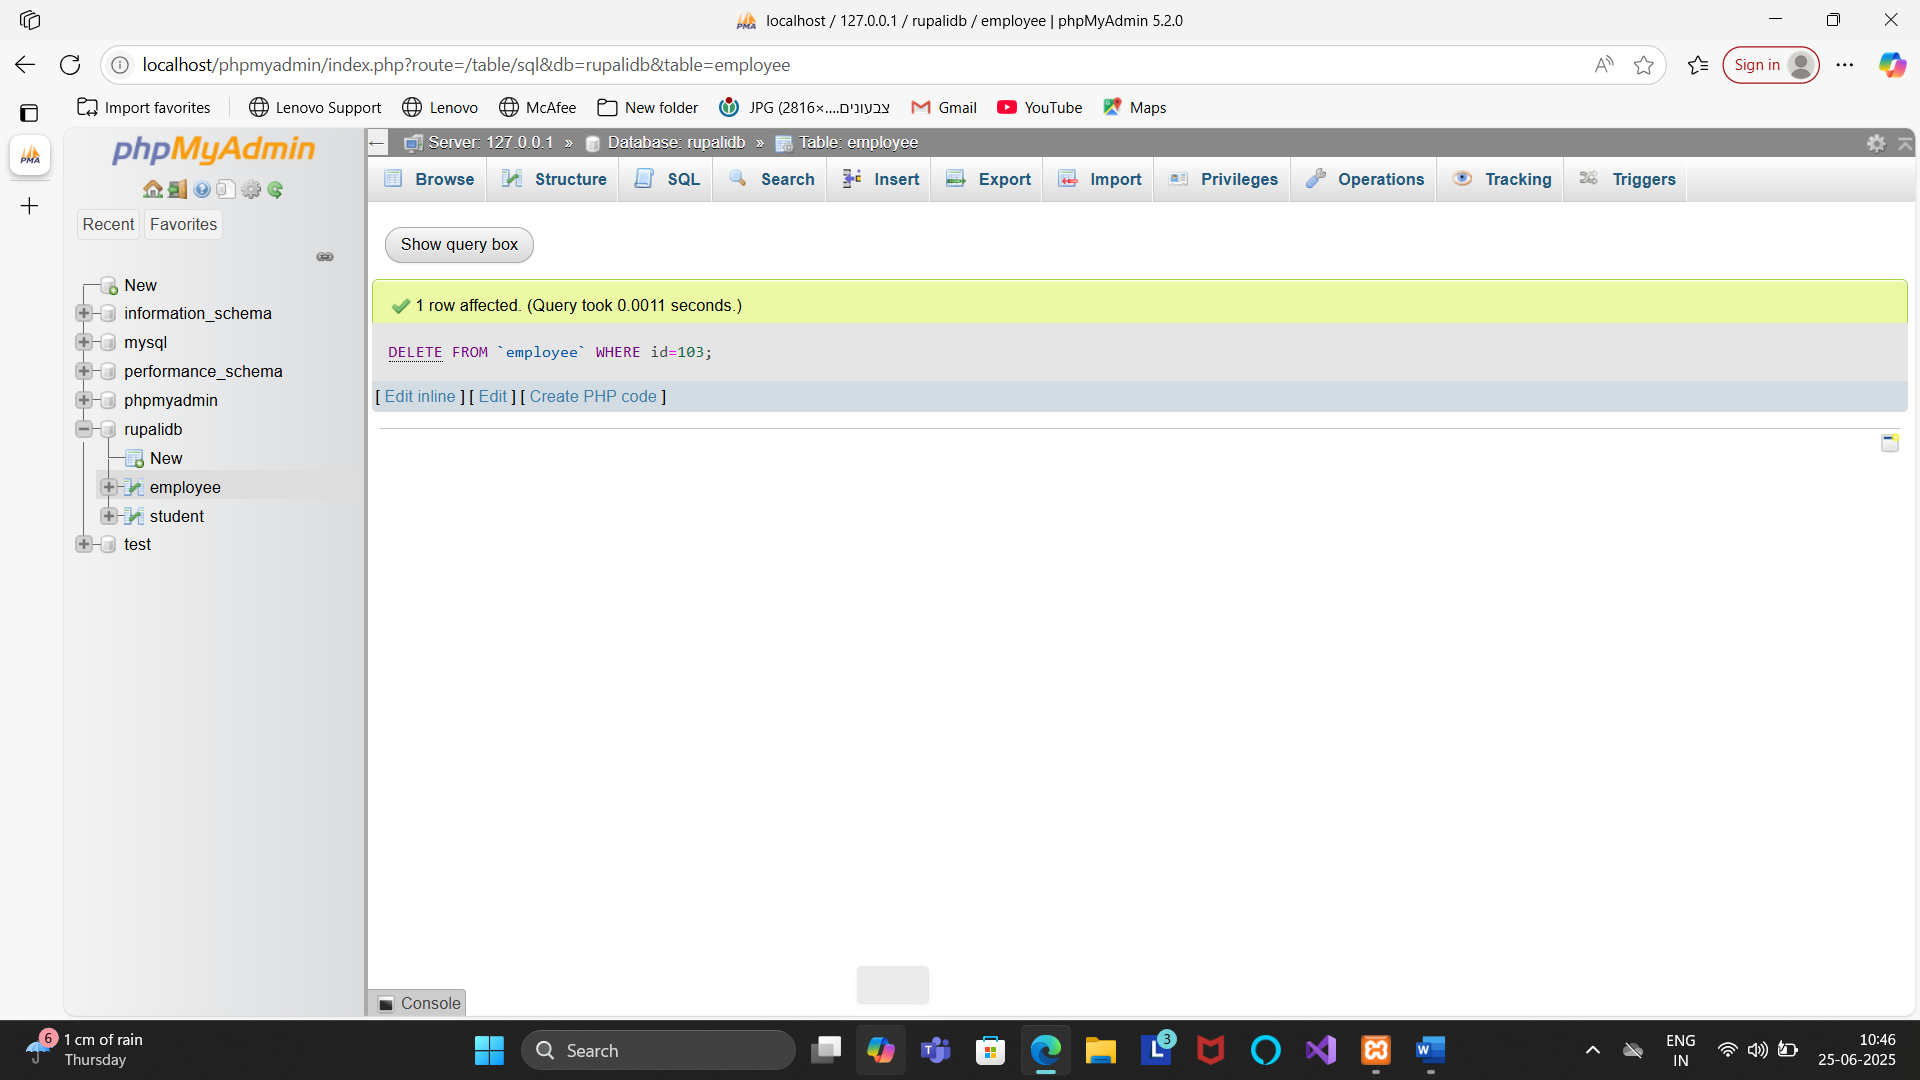 localhost / 127.0.0.1 / rupalidb / employee | phpMyAdmin 5.2.0
localhost/phpmyadmin/index.php?route=/table/sql&db=rupalidb&table=employee
Sign in
Import favorites
Lenovo Support
Lenovo
McAfee
New folder
JPG (2816×....צבעונים
Gmail
YouTube
Maps
PMA
phpMyAdmin
Server: 127.0.0.1 » Database: rupalidb » Table: employee
Browse
Structure
SQL
Search
Insert
Export
Import
Privileges
Operations
Tracking
Triggers
Recent
Favorites
Show query box
New
information_schema
mysql
performance_schema
phpmyadmin
rupalidb
New
employee
student
test
1 row affected. (Query took 0.0011 seconds.)
DELETE FROM `employee` WHERE id=103;
[ Edit inline ] [ Edit ] [ Create PHP code ]
Console
6
1 cm of rain
Thursday
Search
3
ENG
IN
10:46
25-06-2025